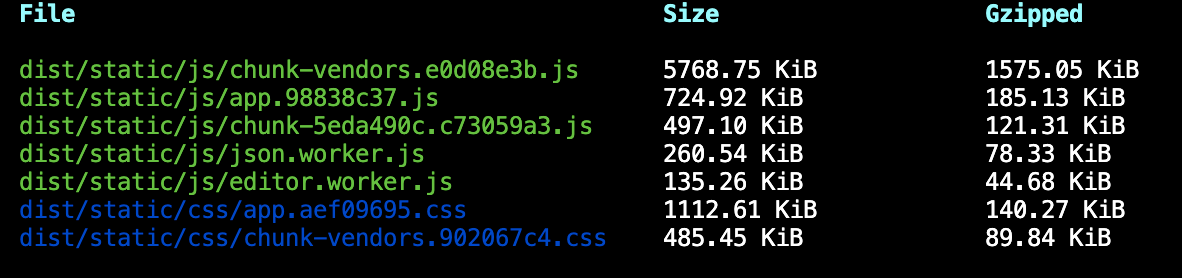 File Size Gzipped
dist/static/js/chunk-vendors.e0d08e3b.js 5768.75 KiB 1575.05 KiB
dist/static/js/app.98838c37.js 724.92 KiB 185.13 KiB
dist/static/js/chunk-5eda490c.c73059a3.js 497.10 KiB 121.31 KiB
dist/static/js/json.worker.js 260.54 KiB 78.33 KiB
dist/static/js/editor.worker.js 135.26 KiB 44.68 KiB
dist/static/css/app.aef09695.css 1112.61 KiB 140.27 KiB
dist/static/css/chunk-vendors.902067c4.css 485.45 KiB 89.84 KiB